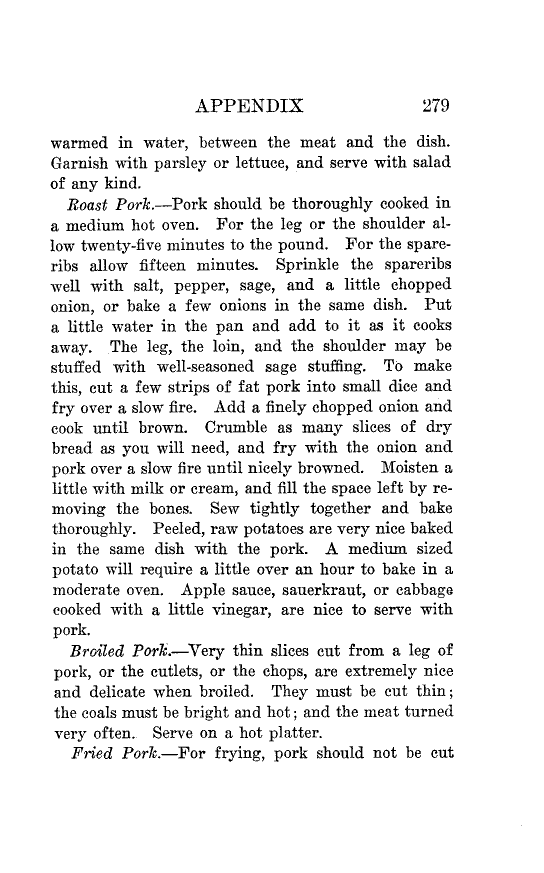 APPENDIX 279
warmed in water, between the meat and the dish.
Garnish with parsley or lettuce, and serve with salad
of any kind.
Roast Pork.—Pork should be thoroughly cooked in
a medium hot oven. For the leg or the shoulder al-
low twenty-five minutes to the pound. For the spare-
ribs allow fifteen minutes. Sprinkle the spareribs
well with salt, pepper, sage, and a little chopped
onion, or bake a few onions in the same dish. Put
a little water in the pan and add to it as it cooks
away. The leg, the loin, and the shoulder may be
stuffed with well-seasoned sage stuffing. To make
this, cut a few strips of fat pork into small dice and
fry over a slow fire. Add a finely chopped onion and
cook until brown. Crumble as many slices of dry
bread as you will need, and fry with the onion and
pork over a slow fire until nicely browned. Moisten a
little with milk or cream, and fill the space left by re-
moving the bones. Sew tightly together and bake
thoroughly. Peeled, raw potatoes are very nice baked
in the same dish with the pork. A medium sized
potato will require a little over an hour to bake in a
moderate oven. Apple sauce, sauerkraut, or cabbage
cooked with a little vinegar, are nice to serve with
pork.
Broiled Pork.—Very thin slices cut from a leg of
pork, or the cutlets, or the chops, are extremely nice
and delicate when broiled. They must be cut thin;
the coals must be bright and hot; and the meat turned
very often. Serve on a hot platter.
Fried Pork.—For frying, pork should not be cut